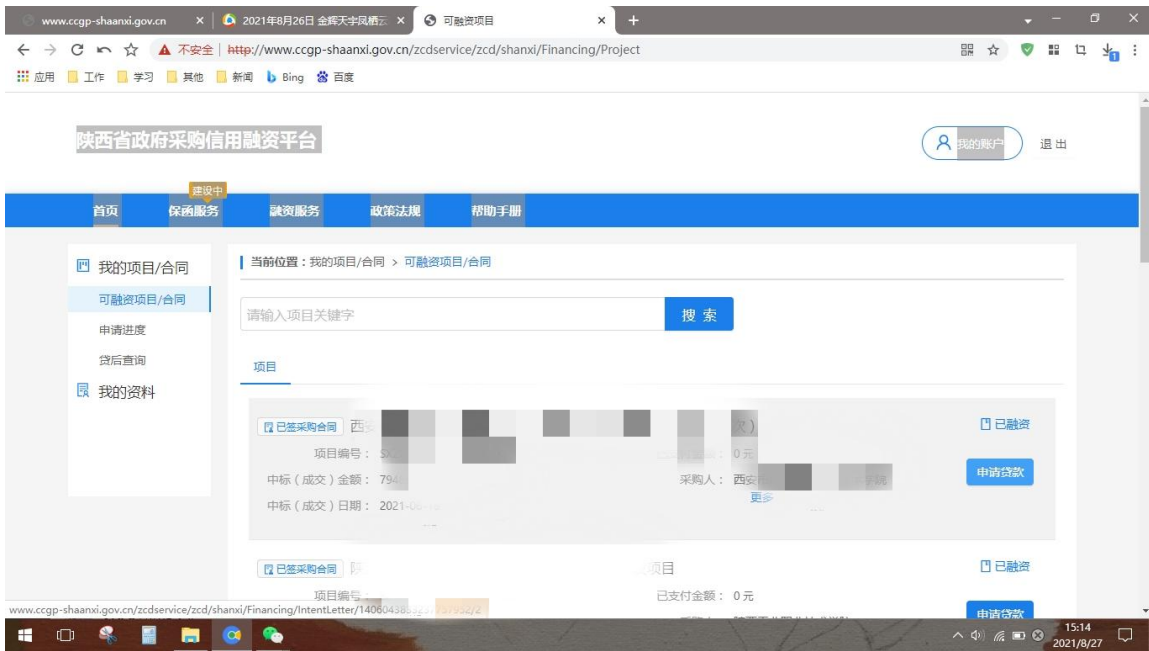 www.ccgp-shaanxi.gov.cn
2021年8月26日 金辉天宇凤栖云
可融资项目
不安全 http://www.ccgp-shaanxi.gov.cn/zcdservice/zcd/shanxi/Financing/Project
应用 工作 学习 其他 新闻 Bing 百度
陕西省政府采购信用融资平台
我的账户 退出
建设中
首页 保函服务 融资服务 政策法规 帮助手册
我的项目/合同
可融资项目/合同
申请进度
贷后查询
我的资料
当前位置：我的项目/合同 > 可融资项目/合同
请输入项目关键字
搜索
项目
已签采购合同 西 次）
已融资
项目编号：
0元
中标（成交）金额：794
采购人：西安
更多
申请贷款
中标（成交）日期：2021-0
已签采购合同
项目
已融资
项目编号
已支付金额：0元
申请贷款
www.ccgp-shaanxi.gov.cn/zcdservice/zcd/shanxi/Financing/IntentLetter/140604385
15:14
2021/8/27